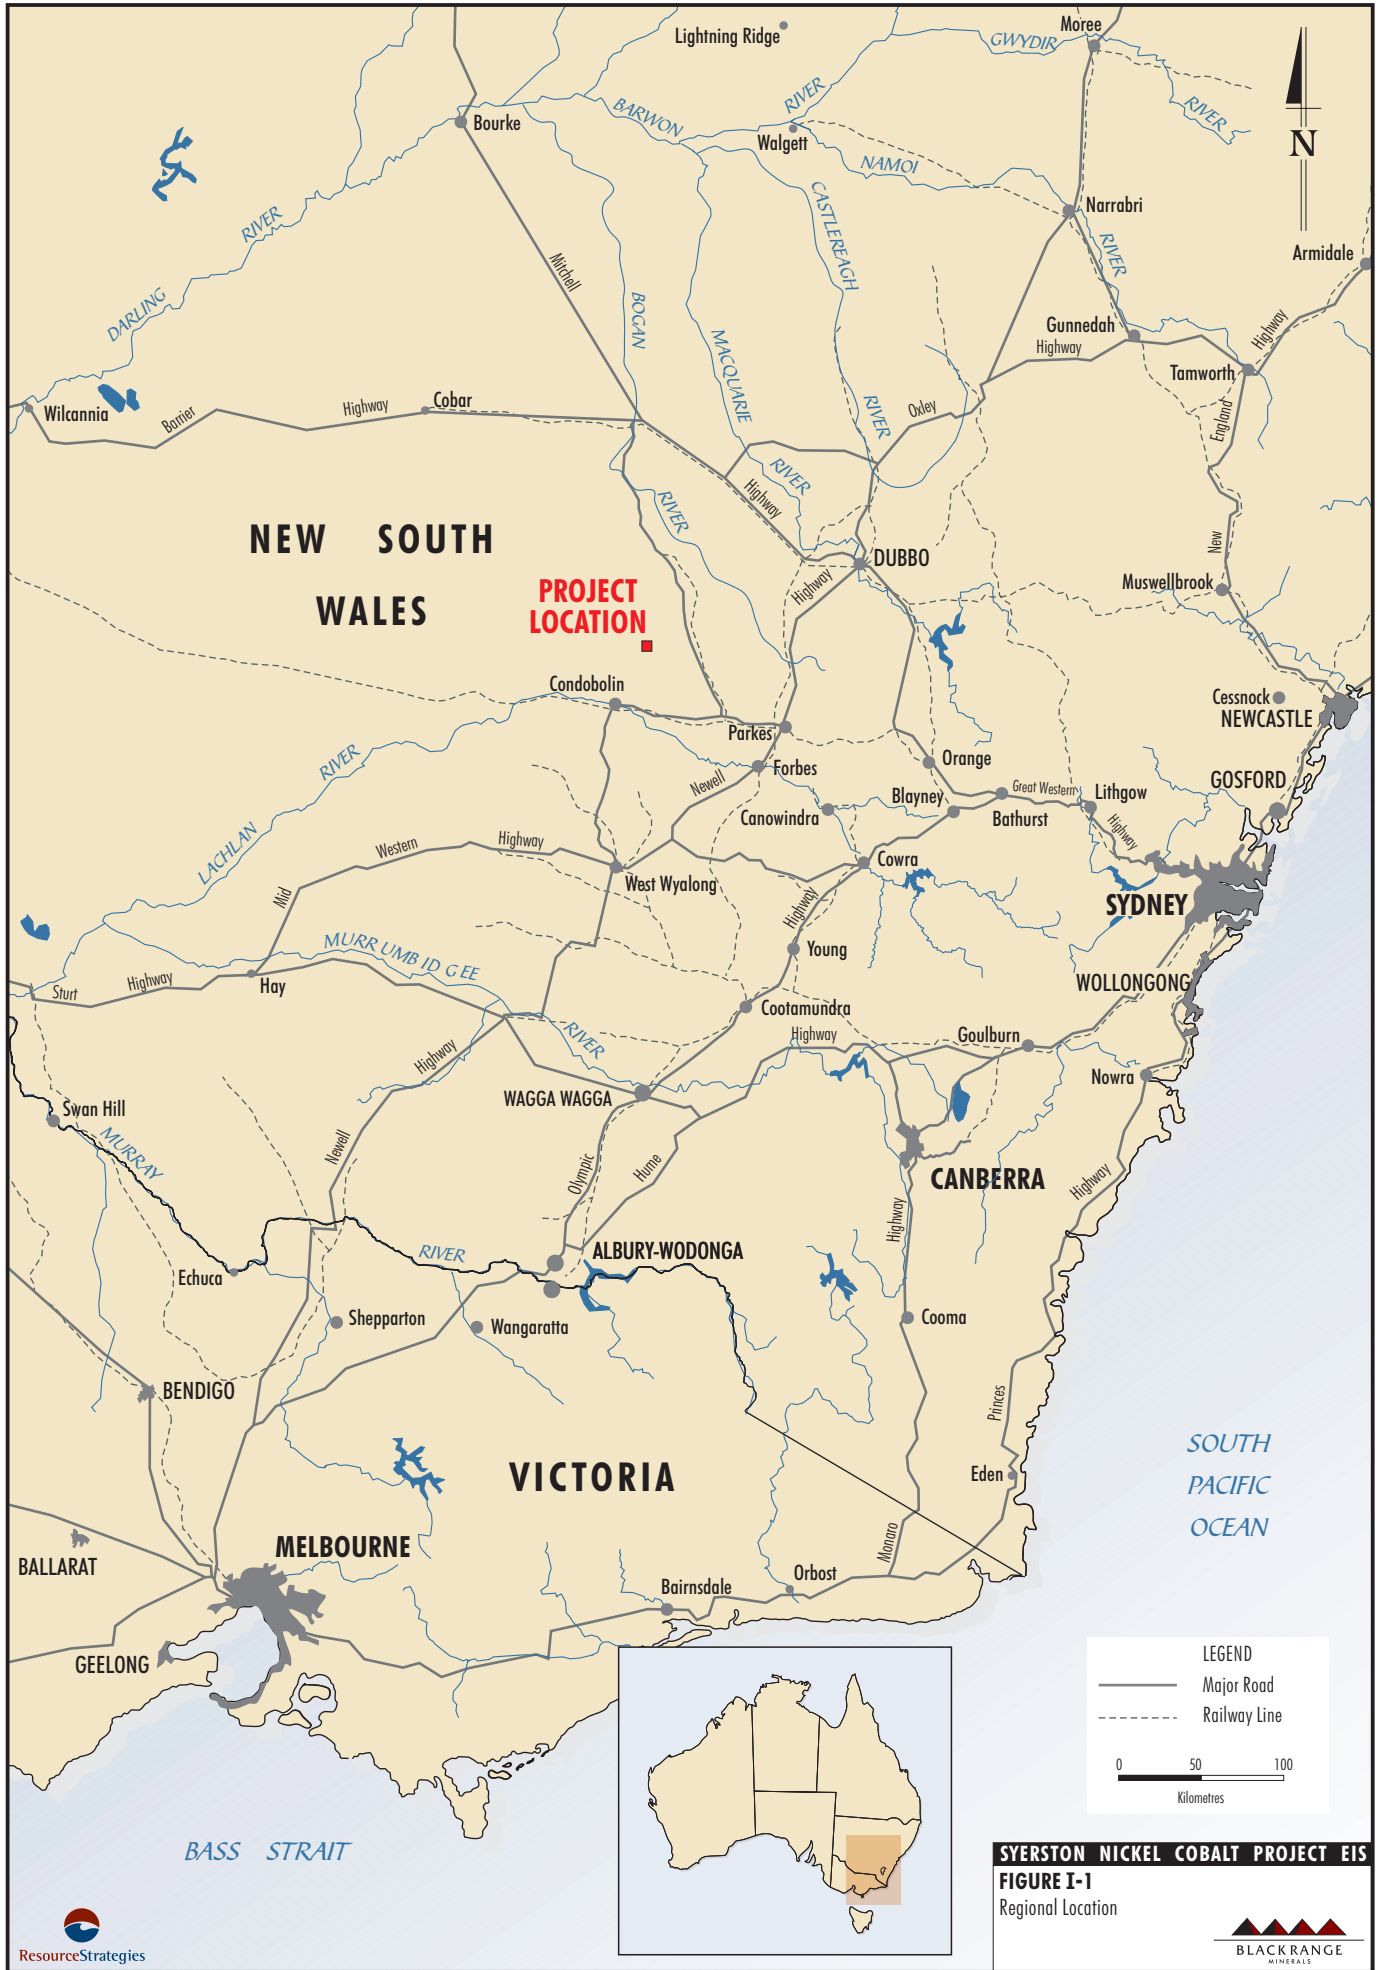 Lightning Ridge
Moree
GWYDIR
RIVER
RIVER
BARWON
Bourke
Walgett
NAMOI
N
CASTLEREAGH
Narrabri
RIVER
RIVER
Armidale
DARLING
Mitchell
BOGAN
MACQUARIE
Gunnedah
Highway
Highway
Tamworth
Wilcannia
Barrier
Highway
Cobar
RIVER
Oxley
England
RIVER
Highway
RIVER
NEW SOUTH
WALES
New
DUBBO
Highway
Muswellbrook
PROJECT
LOCATION
Condobolin
Cessnock
NEWCASTLE
Parkes
RIVER
Forbes
Newell
Orange
GOSFORD
Blayney
Great Western
Lithgow
Canowindra
Bathurst
Highway
LACHLAN
Western
Highway
Cowra
Mid
West Wyalong
SYDNEY
Highway
MURRUMBIDGEE
Young
Sturt
Highway
Hay
WOLLONGONG
Cootamundra
RIVER
Highway
Goulburn
Highway
Nowra
WAGGA WAGGA
Swan Hill
MURRAY
Newell
Olympic
Hume
CANBERRA
Highway
Highway
RIVER
ALBURY-WODONGA
Echuca
Shepparton
Wangaratta
Cooma
BENDIGO
Princes
SOUTH
PACIFIC
OCEAN
VICTORIA
Eden
MELBOURNE
Monaro
BALLARAT
Orbost
Bairnsdale
GEELONG
LEGEND
Major Road
Railway Line
0 50 100
Kilometres
BASS STRAIT
SYERSTON NICKEL COBALT PROJECT EIS
FIGURE I-1
Regional Location
BLACK RANGE
MINERALS
ResourceStrategies